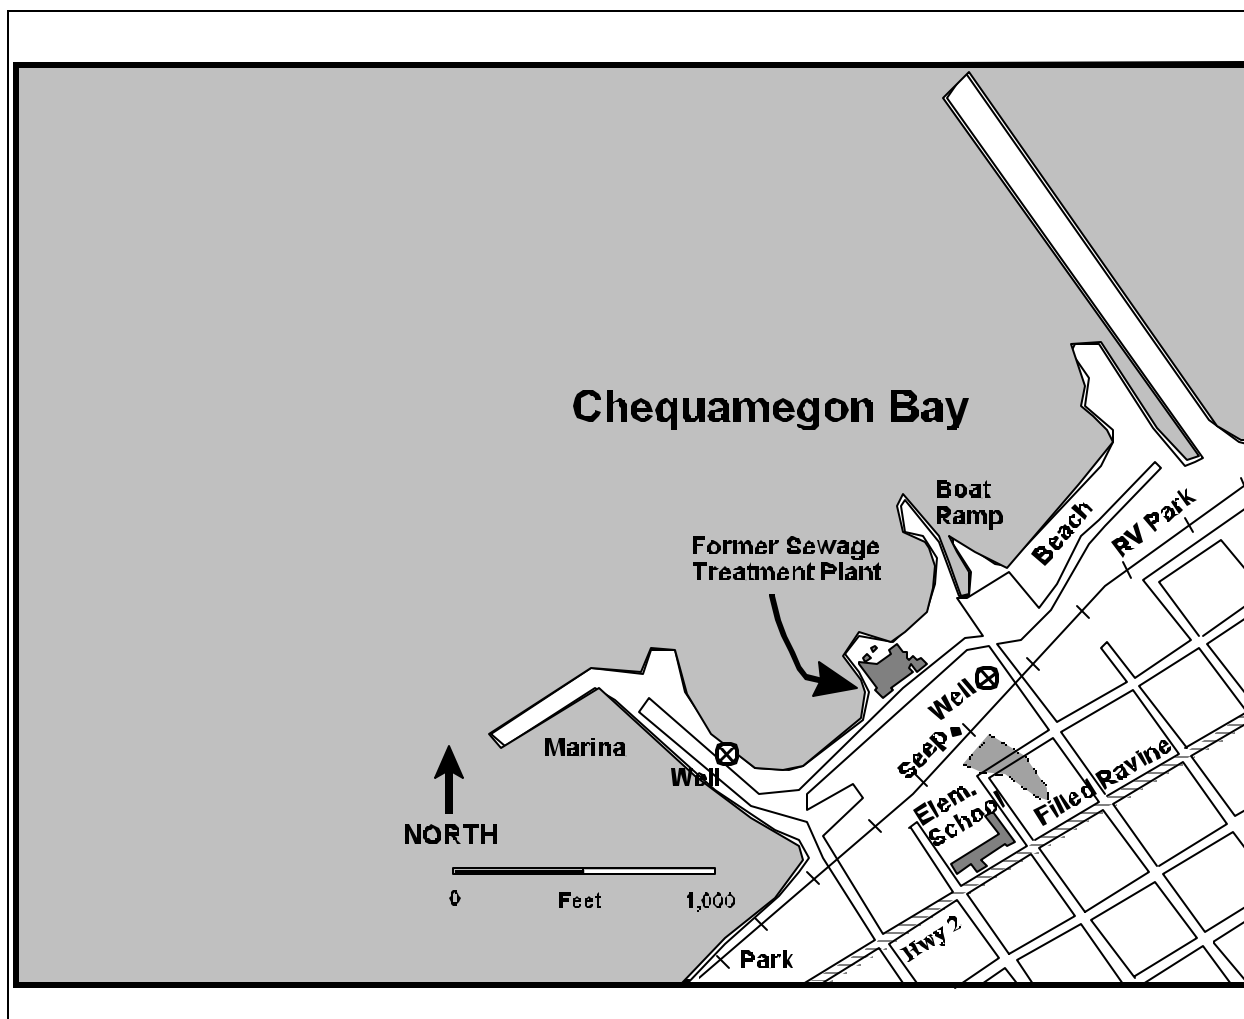 Chequamegon Bay
Boat
Ramp
Beach
RV Park
Former Sewage
Treatment Plant
Well
Seep
Marina
Well
Elem.
School
Filled Ravine
NORTH
0
Feet
1,000
Hwy 2
Park